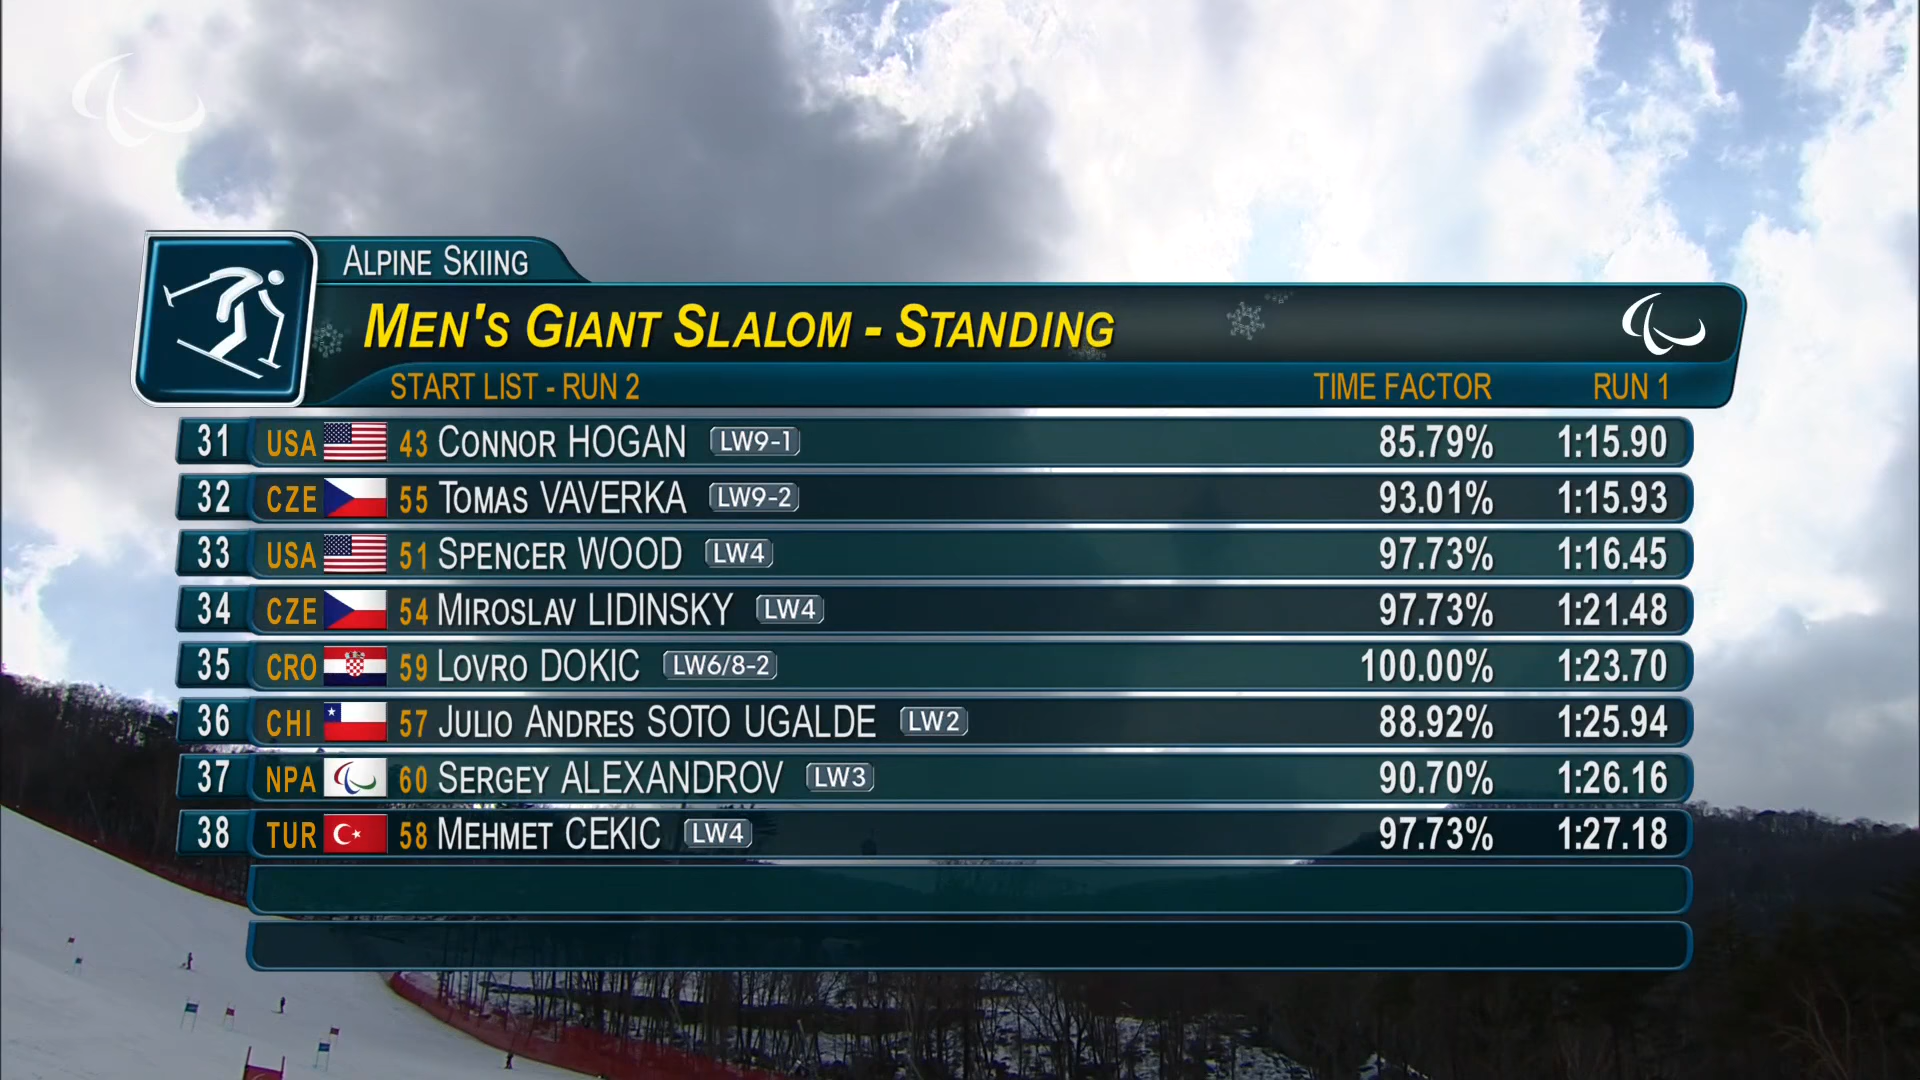 ALPINE SKIING
MEN'S GIANT SLALOM - STANDING
START LIST - RUN 2 TIME FACTOR RUN 1
31 USA 43 CONNOR HOGAN LW9-1 85.79% 1:15.90
32 CZE 55 TOMAS VAVERKA LW9-2 93.01% 1:15.93
33 USA 51 SPENCER WOOD LW4 97.73% 1:16.45
34 CZE 54 MIROSLAV LIDINSKY LW4 97.73% 1:21.48
35 CRO 59 LOVRO DOKIC LW6/8-2 100.00% 1:23.70
36 CHI 57 JULIO ANDRES SOTO UGALDE LW2 88.92% 1:25.94
37 NPA 60 SERGEY ALEXANDROV LW3 90.70% 1:26.16
38 TUR 58 MEHMET CEKIC LW4 97.73% 1:27.18